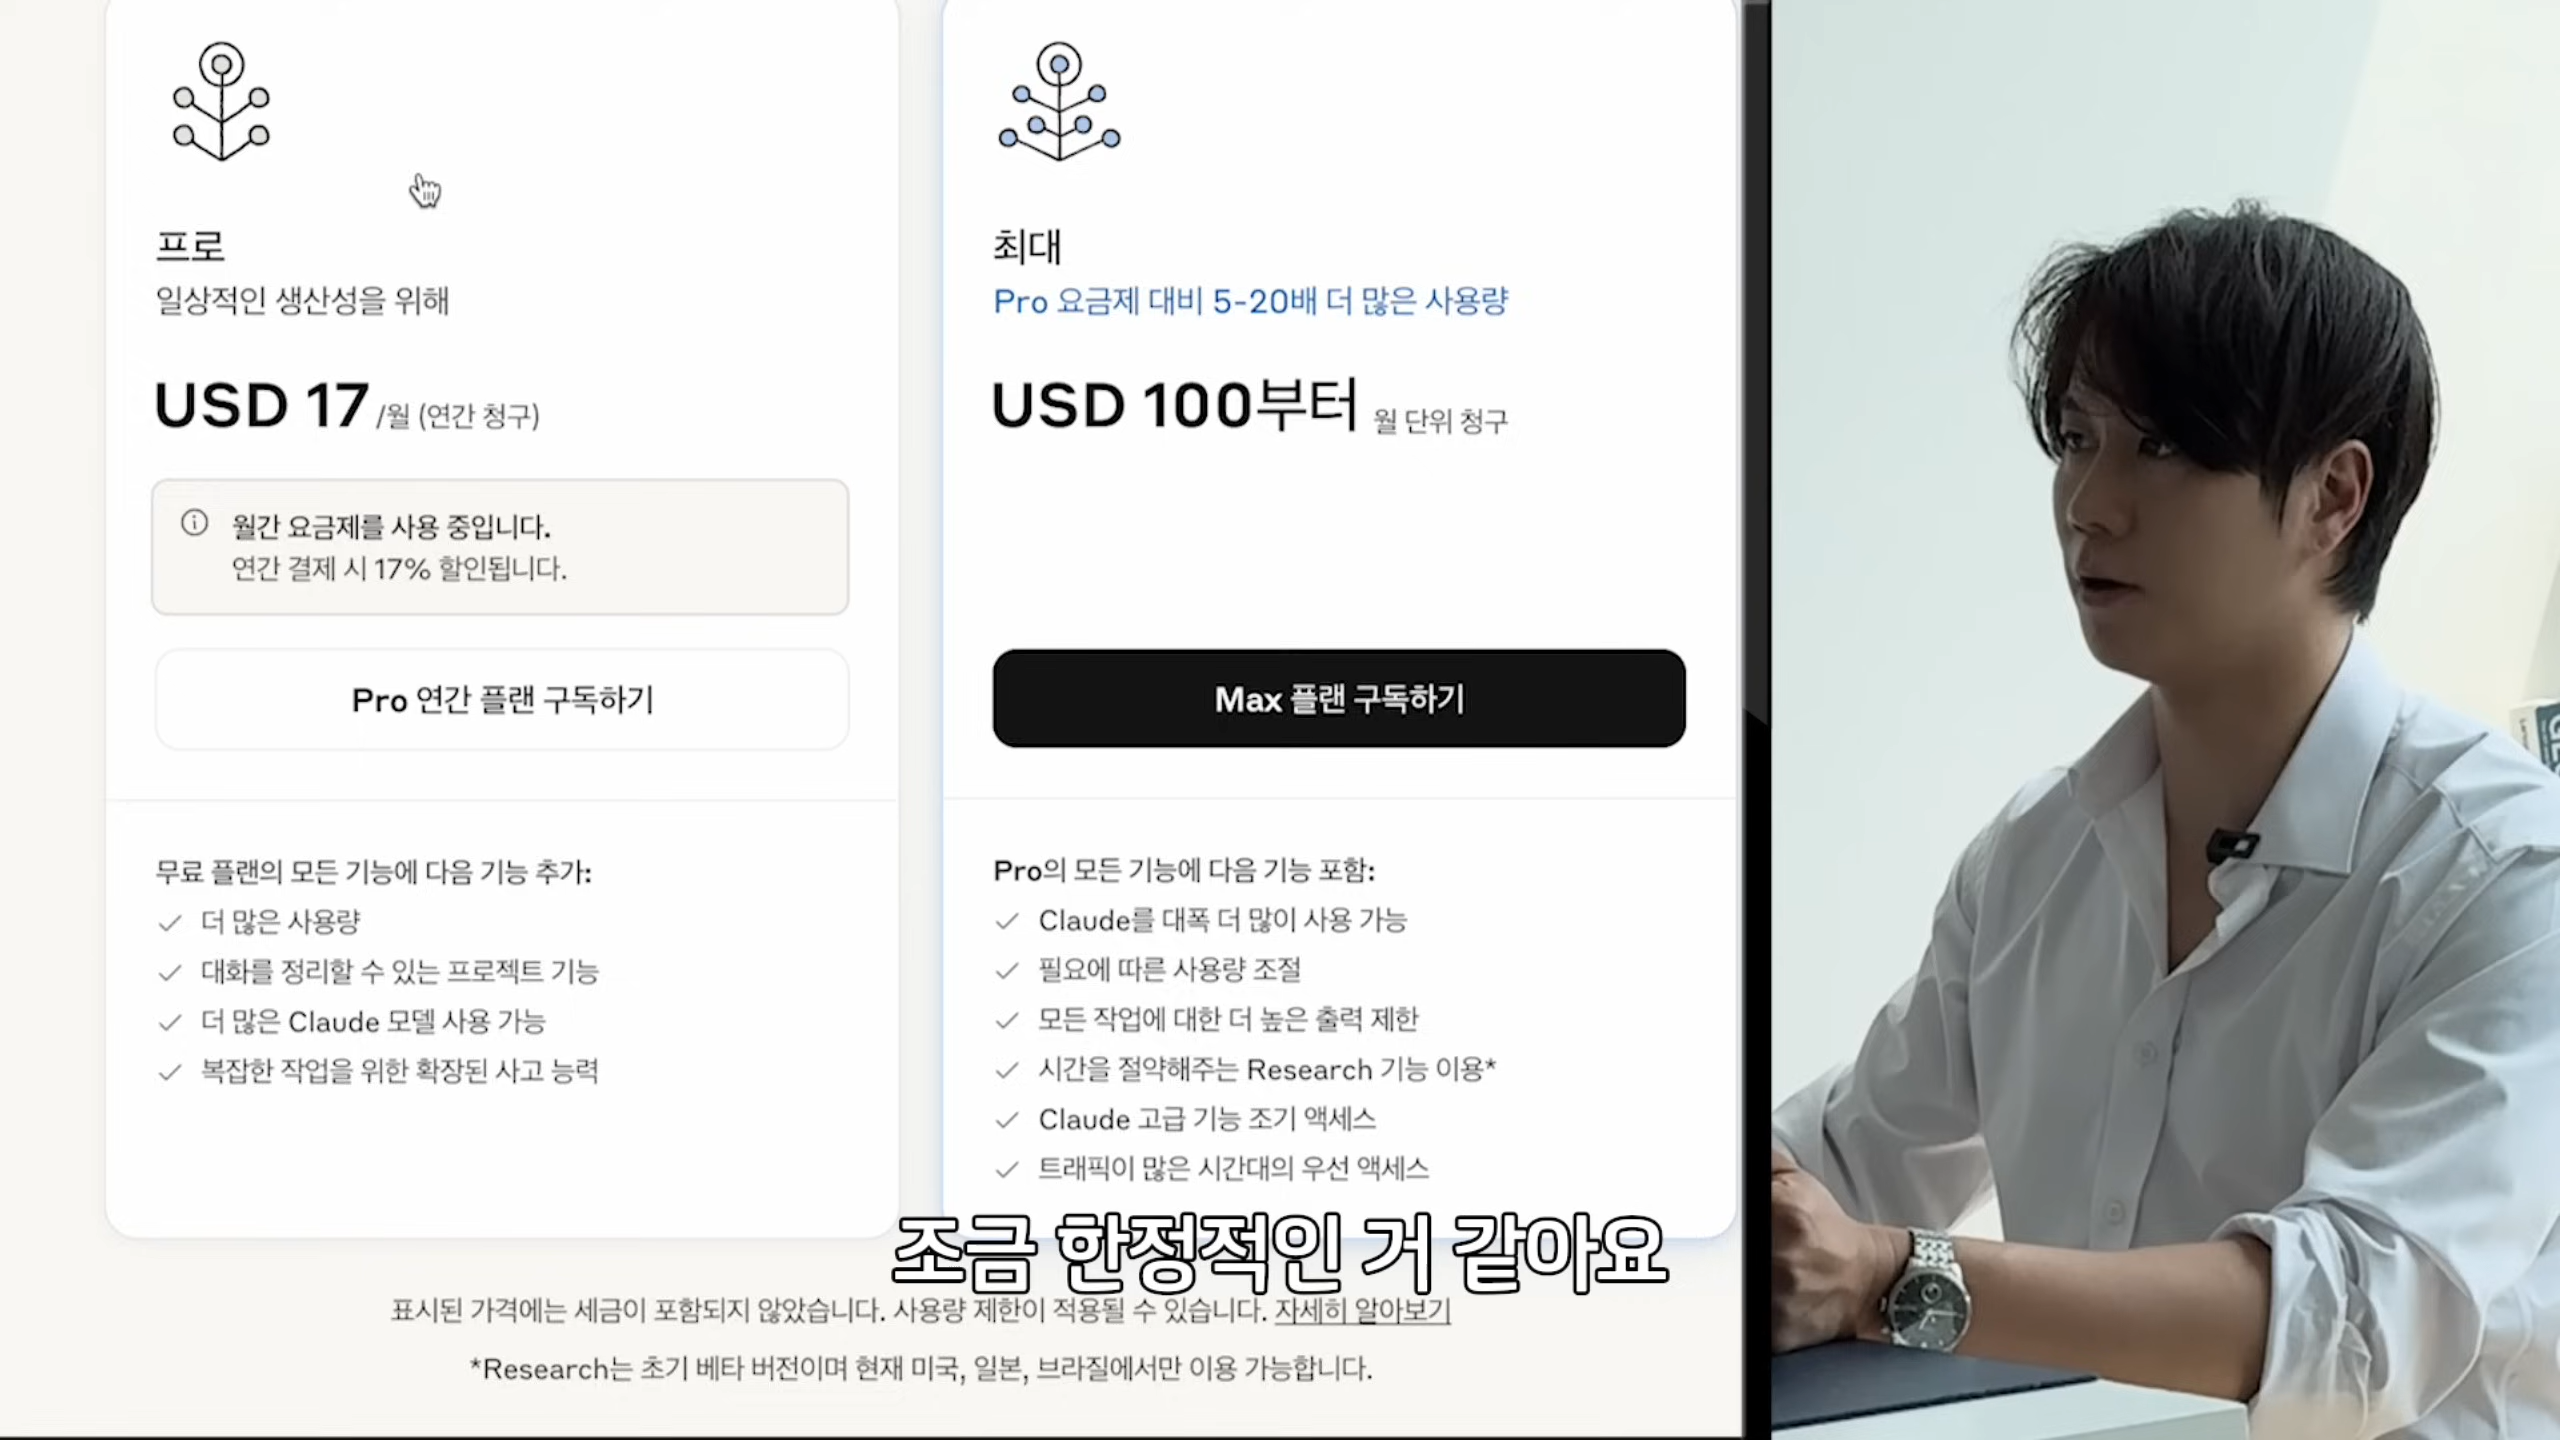 프로
일상적인 생산성을 위해
USD 17 /월 (연간 청구)
월간 요금제를 사용 중입니다.
연간 결제 시 17% 할인됩니다.
Pro 연간 플랜 구독하기
무료 플랜의 모든 기능에 다음 기능 추가:
더 많은 사용량
대화를 정리할 수 있는 프로젝트 기능
더 많은 Claude 모델 사용 가능
복잡한 작업을 위한 확장된 사고 능력
최대
Pro 요금제 대비 5-20배 더 많은 사용량
USD 100부터 월 단위 청구
Max 플랜 구독하기
Pro의 모든 기능에 다음 기능 포함:
Claude를 대폭 더 많이 사용 가능
필요에 따른 사용량 조절
모든 작업에 대한 더 높은 출력 제한
시간을 절약해주는 Research 기능 이용*
Claude 고급 기능 조기 액세스
트래픽이 많은 시간대의 우선 액세스
조금 한정적인 거 같아요
표시된 가격에는 세금이 포함되지 않았습니다. 사용량 제한이 적용될 수 있습니다. 자세히 알아보기
*Research는 초기 베타 버전이며 현재 미국, 일본, 브라질에서만 이용 가능합니다.